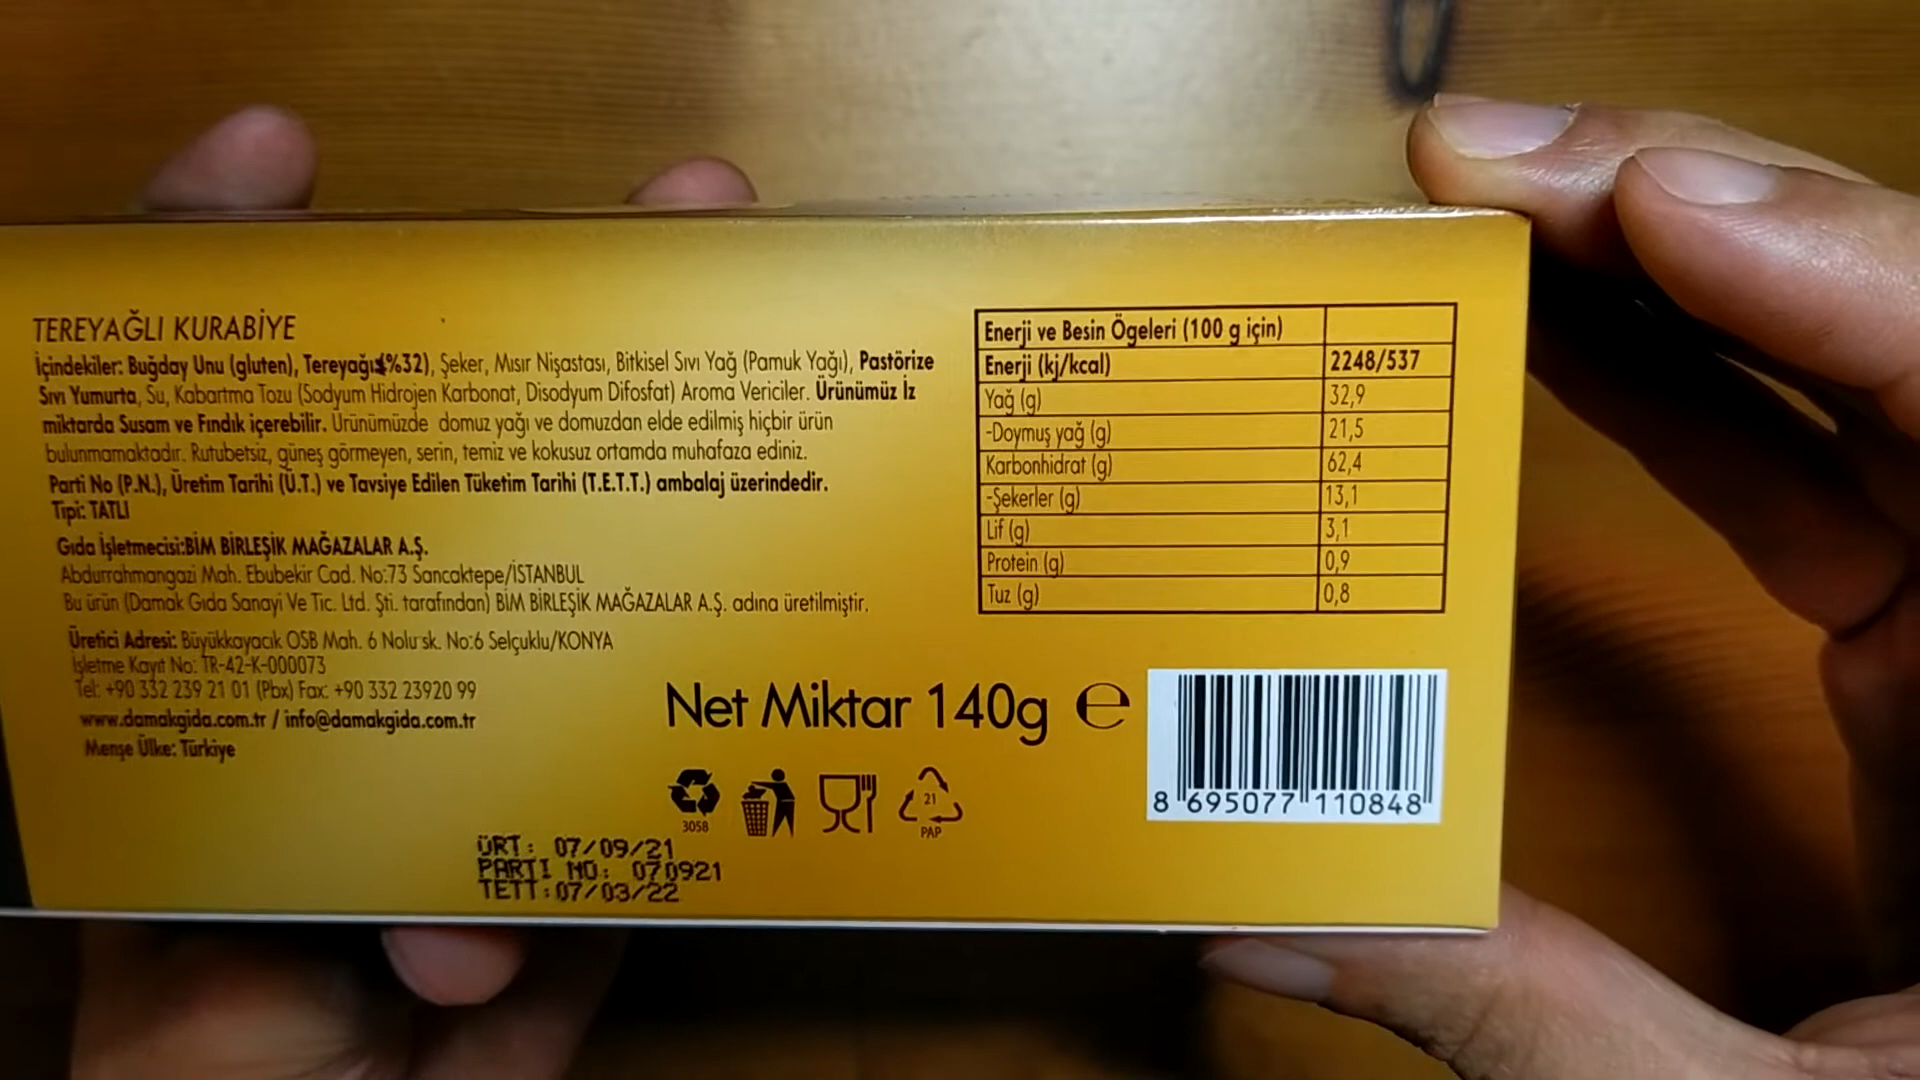 TEREYAĞLI KURABİYE
İçindekiler: Buğday Unu (gluten), Tereyağı(%32), Şeker, Mısır Nişastası, Bitkisel Sıvı Yağ (Pamuk Yağı), Pastörize
Sıvı Yumurta, Su, Kabartma Tozu (Sodyum Hidrojen Karbonat, Disodyum Difosfat) Aroma Vericiler. Ürünümüz İz
miktarda Susam ve Fındık içerebilir. Ürünümüzde domuz yağı ve domuzdan elde edilmiş hiçbir ürün
bulunmamaktadır. Rutubetsiz, güneş görmeyen, serin, temiz ve kokusuz ortamda muhafaza ediniz.
Parti No (P.N.), Üretim Tarihi (Ü.T.) ve Tavsiye Edilen Tüketim Tarihi (T.E.T.T.) ambalaj üzerindedir.
Tipi: TATLI
Gıda İşletmecisi:BİM BİRLEŞİK MAĞAZALAR A.Ş.
Abdurrahmangazi Mah. Ebubekir Cad. No:73 Sancaktepe/İSTANBUL
Bu ürün (Damak Gıda Sanayi Ve Tic. Ltd. Şti. tarafından) BİM BİRLEŞİK MAĞAZALAR A.Ş. adına üretilmiştir.
Üretici Adresi: Büyükkayacık OSB Mah. 6 Nolu sk. No:6 Selçuklu/KONYA
İşletme Kayıt No: TR-42-K-000073
Tel: +90 332 239 21 01 (Pbx) Fax: +90 332 23920 99
www.damakgida.com.tr / info@damakgida.com.tr
Menşe Ülke: Türkiye
Enerji ve Besin Ögeleri (100 g için)
Enerji (kj/kcal) 2248/537
Yağ (g) 32,9
-Doymuş yağ (g) 21,5
Karbonhidrat (g) 62,4
-Şekerler (g) 13,1
Lif (g) 3,1
Protein (g) 0,9
Tuz (g) 0,8
Net Miktar 140g e
3058
21
PAP
8 695077 110848
ÜRT: 07/09/21
PARTİ NO: 070921
TETT:07/03/22